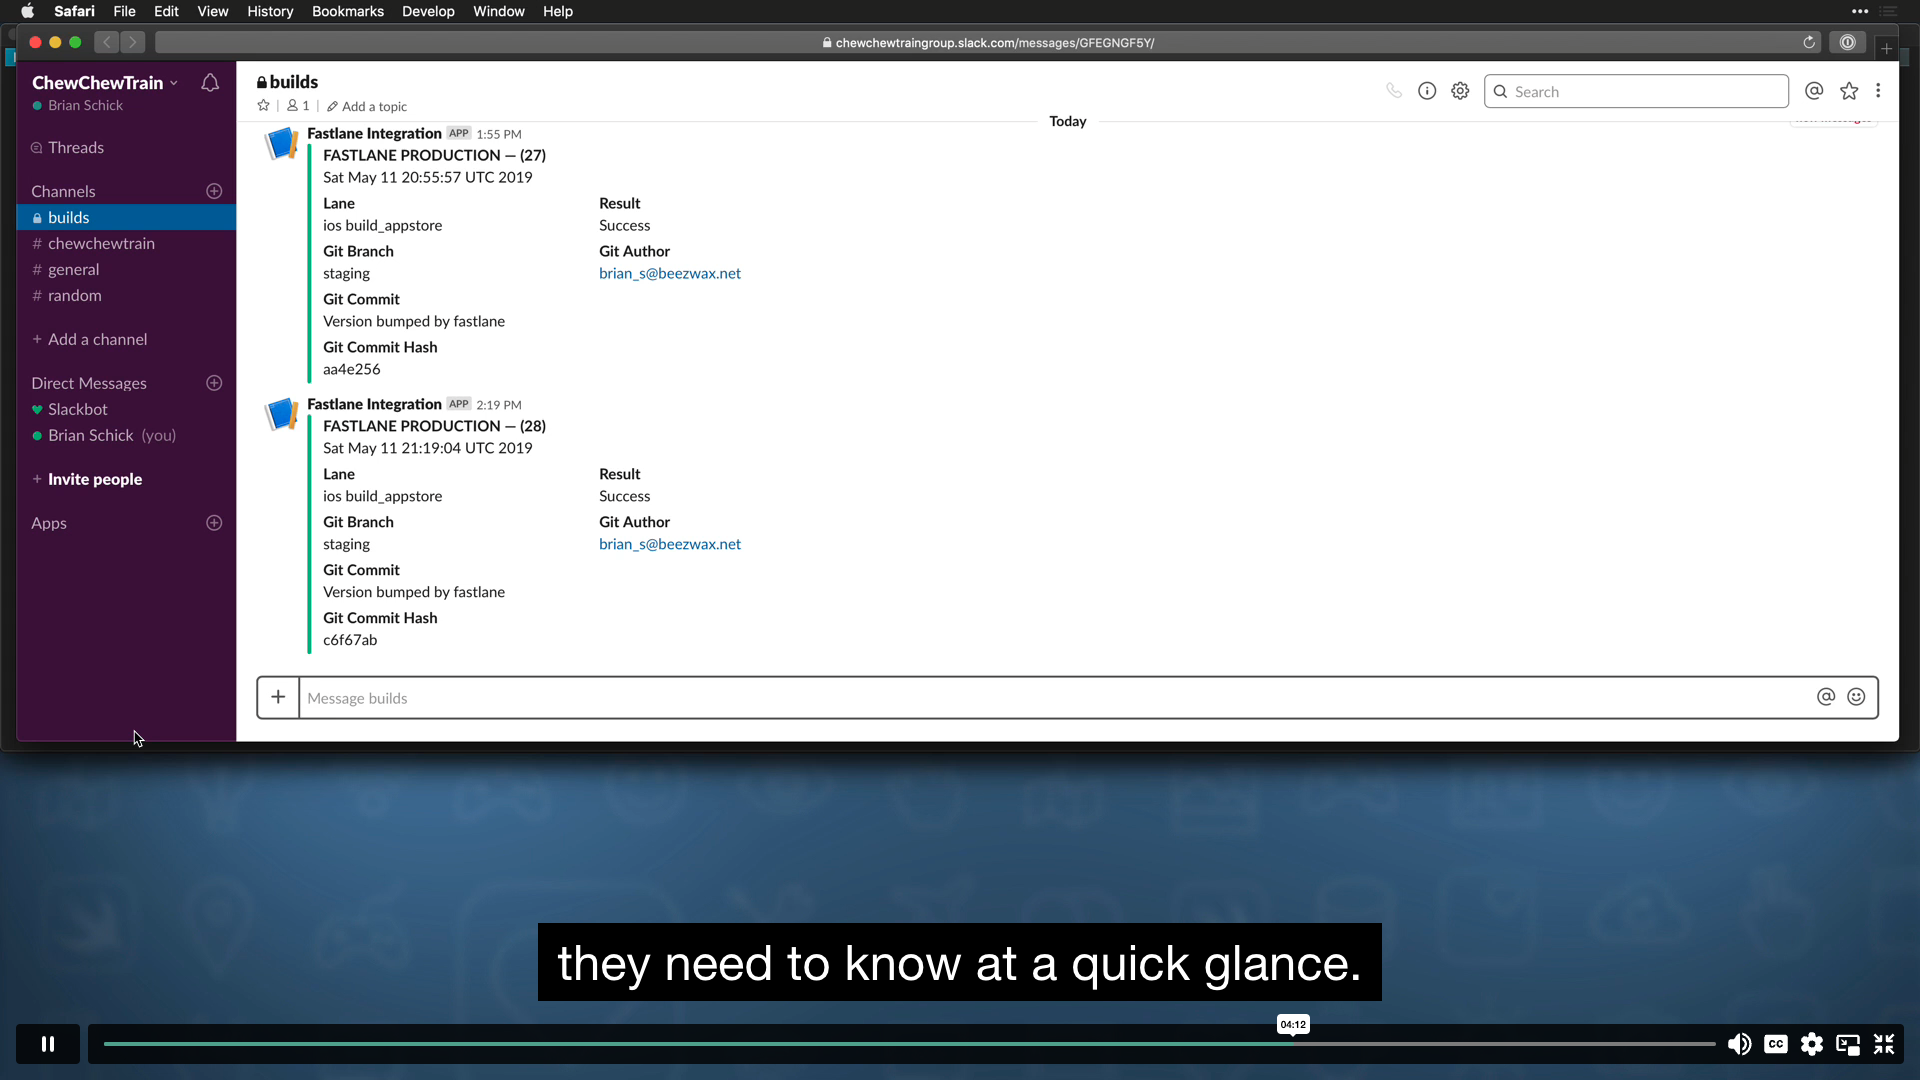 Safari File Edit View History Bookmarks Develop Window Help
chewchewtraingroup.slack.com/messages/GFEGNGF5Y/
ChewChewTrain
Brian Schick
Threads
Channels
builds
# chewchewtrain
# general
# random
+ Add a channel
Direct Messages
Slackbot
Brian Schick (you)
+ Invite people
Apps
builds
1 Add a topic
Search
Today
Fastlane Integration APP 1:55 PM
FASTLANE PRODUCTION — (27)
Sat May 11 20:55:57 UTC 2019
Lane Result
ios build_appstore Success
Git Branch Git Author
staging brian_s@beezwax.net
Git Commit
Version bumped by fastlane
Git Commit Hash
aa4e256
Fastlane Integration APP 2:19 PM
FASTLANE PRODUCTION — (28)
Sat May 11 21:19:04 UTC 2019
Lane Result
ios build_appstore Success
Git Branch Git Author
staging brian_s@beezwax.net
Git Commit
Version bumped by fastlane
Git Commit Hash
c6f67ab
Message builds
they need to know at a quick glance.
04:12
CC